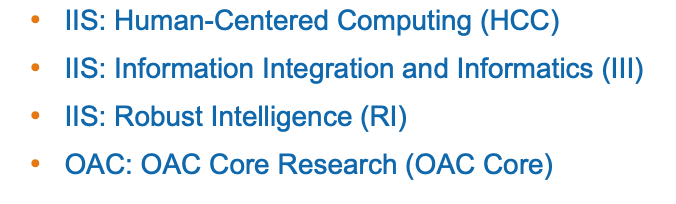 • IIS: Human-Centered Computing (HCC)
• IIS: Information Integration and Informatics (III)
• IIS: Robust Intelligence (RI)
• OAC: OAC Core Research (OAC Core)